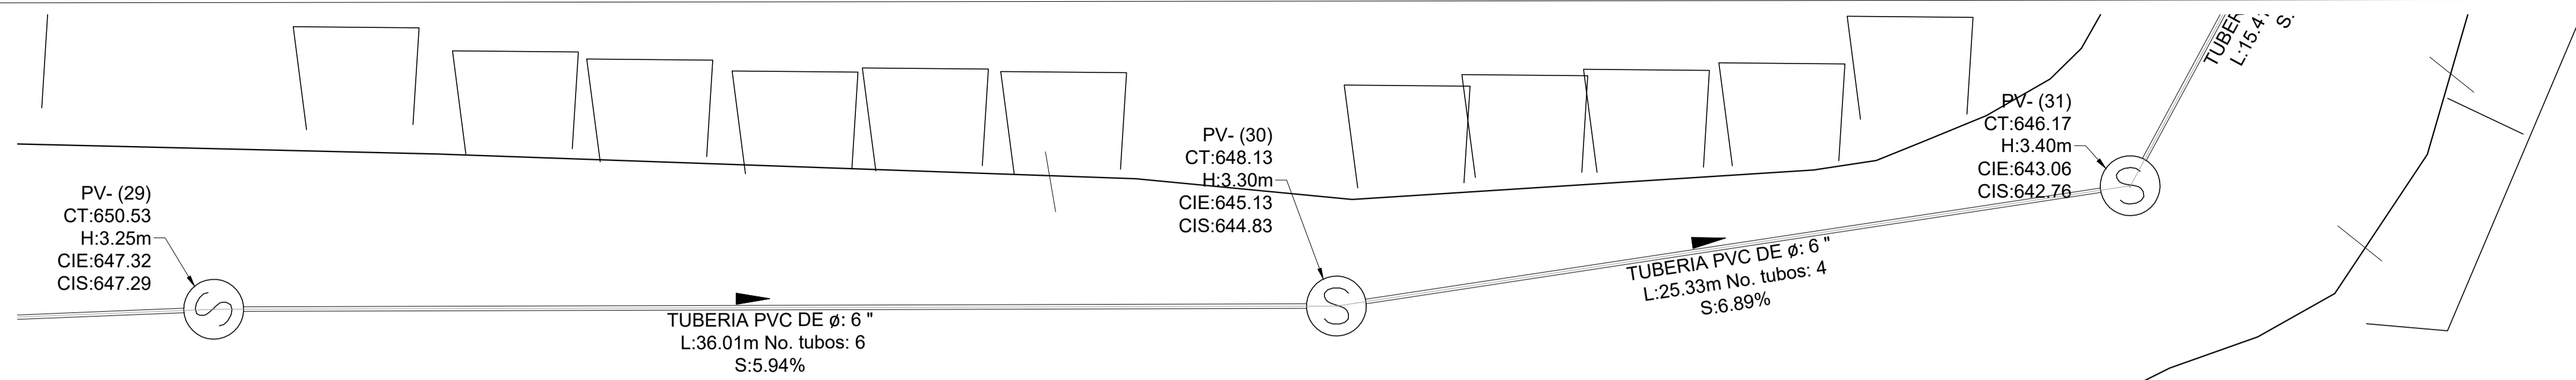 PV- (29)
CT:650.53
H:3.25m
CIE:647.32
CIS:647.29
S
TUBERIA PVC DE ø: 6 "
L:36.01m No. tubos: 6
S:5.94%
PV- (30)
CT:648.13
H:3.30m
CIE:645.13
CIS:644.83
S
TUBERIA PVC DE ø: 6 "
L:25.33m No. tubos: 4
S:6.89%
PV- (31)
CT:646.17
H:3.40m
CIE:643.06
CIS:642.76
S
S: